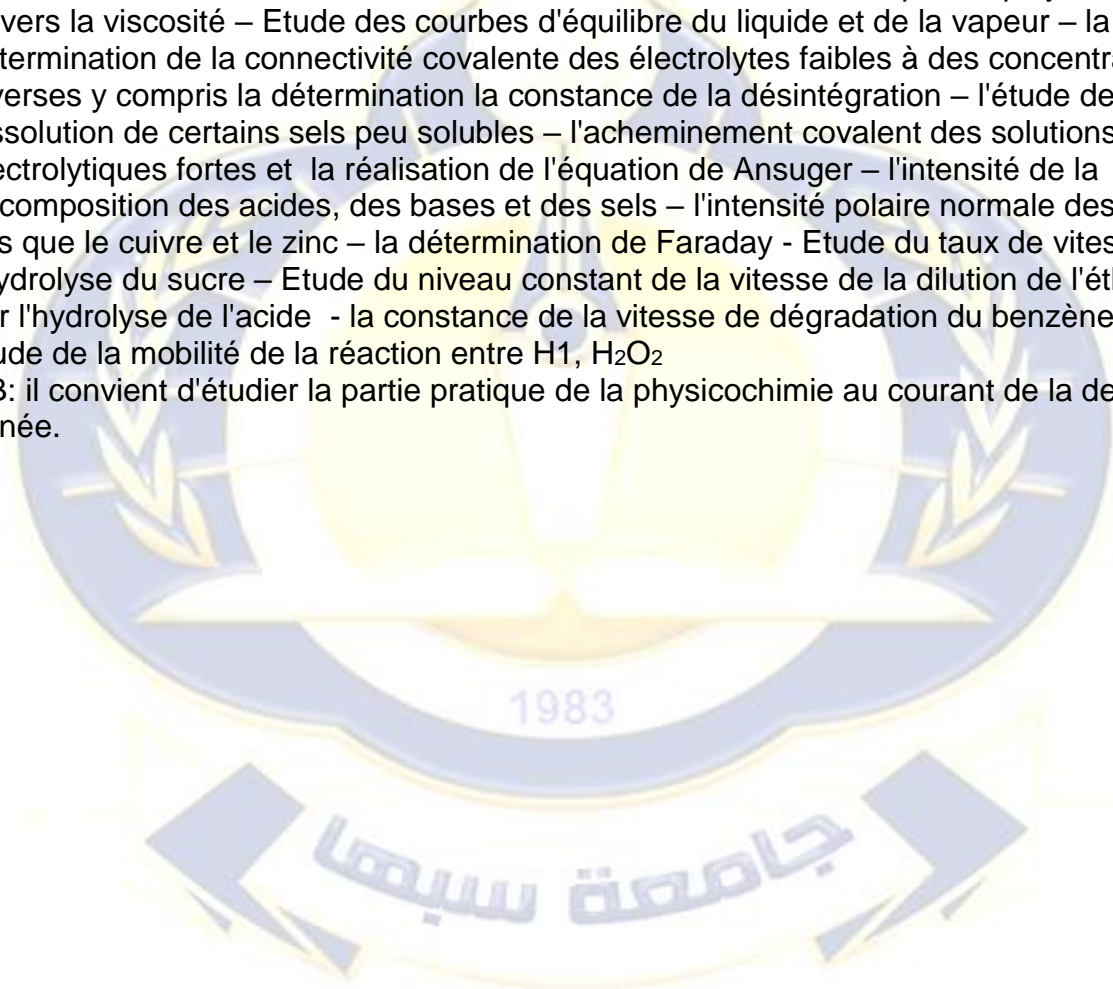 vers la viscosité – Etude des courbes d'équilibre du liquide et de la vapeur – la
termination de la connectivité covalente des électrolytes faibles à des concentra
verses y compris la détermination la constance de la désintégration – l'étude de
ssolution de certains sels peu solubles – l'acheminement covalent des solutions
ectrolytiques fortes et la réalisation de l'équation de Ansuger – l'intensité de la
composition des acides, des bases et des sels – l'intensité polaire normale des
s que le cuivre et le zinc – la détermination de Faraday - Etude du taux de vites
ydrolyse du sucre – Etude du niveau constant de la vitesse de la dilution de l'ét
r l'hydrolyse de l'acide - la constance de la vitesse de dégradation du benzène
ude de la mobilité de la réaction entre H1, H2O2
: il convient d'étudier la partie pratique de la physicochimie au courant de la de
née.
1983
جامعة سبها